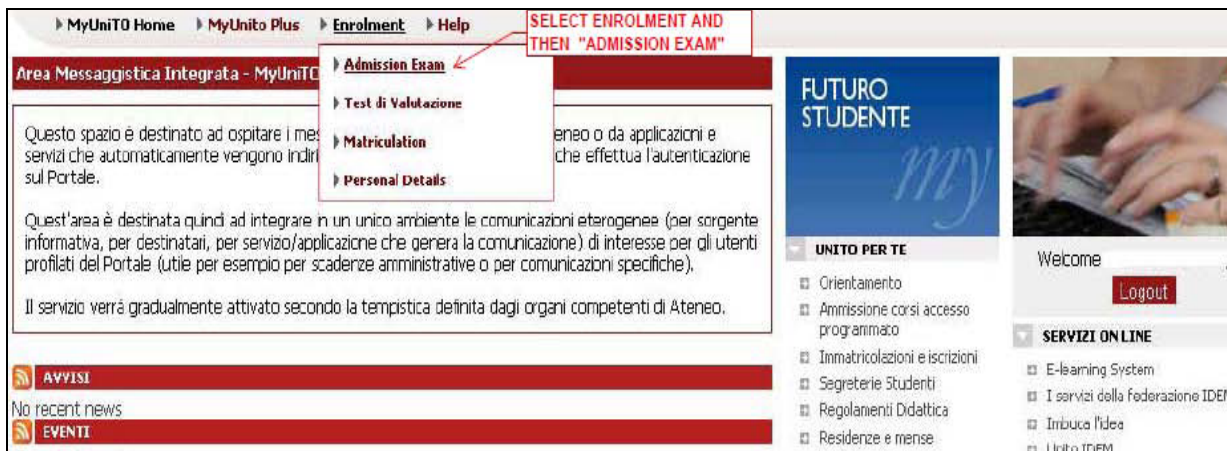 MyUniTO Home MyUnito Plus Enrolment Help
SELECT ENROLMENT AND
THEN "ADMISSION EXAM"
Admission Exam
Test di Valutazione
Matriculation
Personal Details
Area Messaggistica Integrata - MyUniTO
Questo spazio è destinato ad ospitare i mes ateneo o da applicazioni e
servizi che automaticamente vengono indiri che effettua l'autenticazione
sul Portale.
Quest'area è destinata quindi ad integrare in un unico ambiente le comunicazioni eterogenee (per sorgente
informativa, per destinatari, per servizio/applicazione che genera la comunicazione) di interesse per gli utenti
profilati del Portale (utile per esempio per scadenze amministrative o per comunicazioni specifiche).
Il servizio verrà gradualmente attivato secondo la tempistica definita dagli organi competenti di Ateneo.
AVVISI
No recent news
EVENTI
FUTURO
STUDENTE
my
UNITO PER TE
Orientamento
Ammissione corsi accesso
programmato
Immatricolazioni e iscrizioni
Segreterie Studenti
Regolamenti Didattica
Residenze e mense
Welcome
Logout
SERVIZI ON LINE
E-learning System
I servizi della federazione IDEM
Imbuca l'idea
Unito IDEM